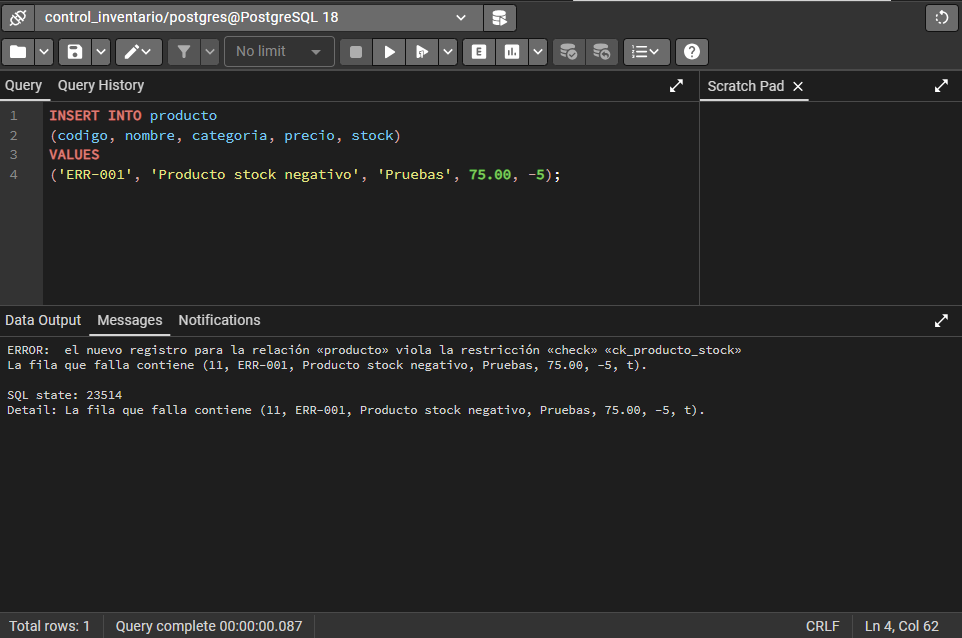 control_inventario/postgres@PostgreSQL 18
No limit
E
Query Query History
Scratch Pad
1 INSERT INTO producto
2 (codigo, nombre, categoria, precio, stock)
3 VALUES
4 ('ERR-001', 'Producto stock negativo', 'Pruebas', 75.00, -5);
Data Output Messages Notifications
ERROR:  el nuevo registro para la relación «producto» viola la restricción «check» «ck_producto_stock»
La fila que falla contiene (11, ERR-001, Producto stock negativo, Pruebas, 75.00, -5, t).
SQL state: 23514
Detail: La fila que falla contiene (11, ERR-001, Producto stock negativo, Pruebas, 75.00, -5, t).
Total rows: 1 Query complete 00:00:00.087 CRLF Ln 4, Col 62